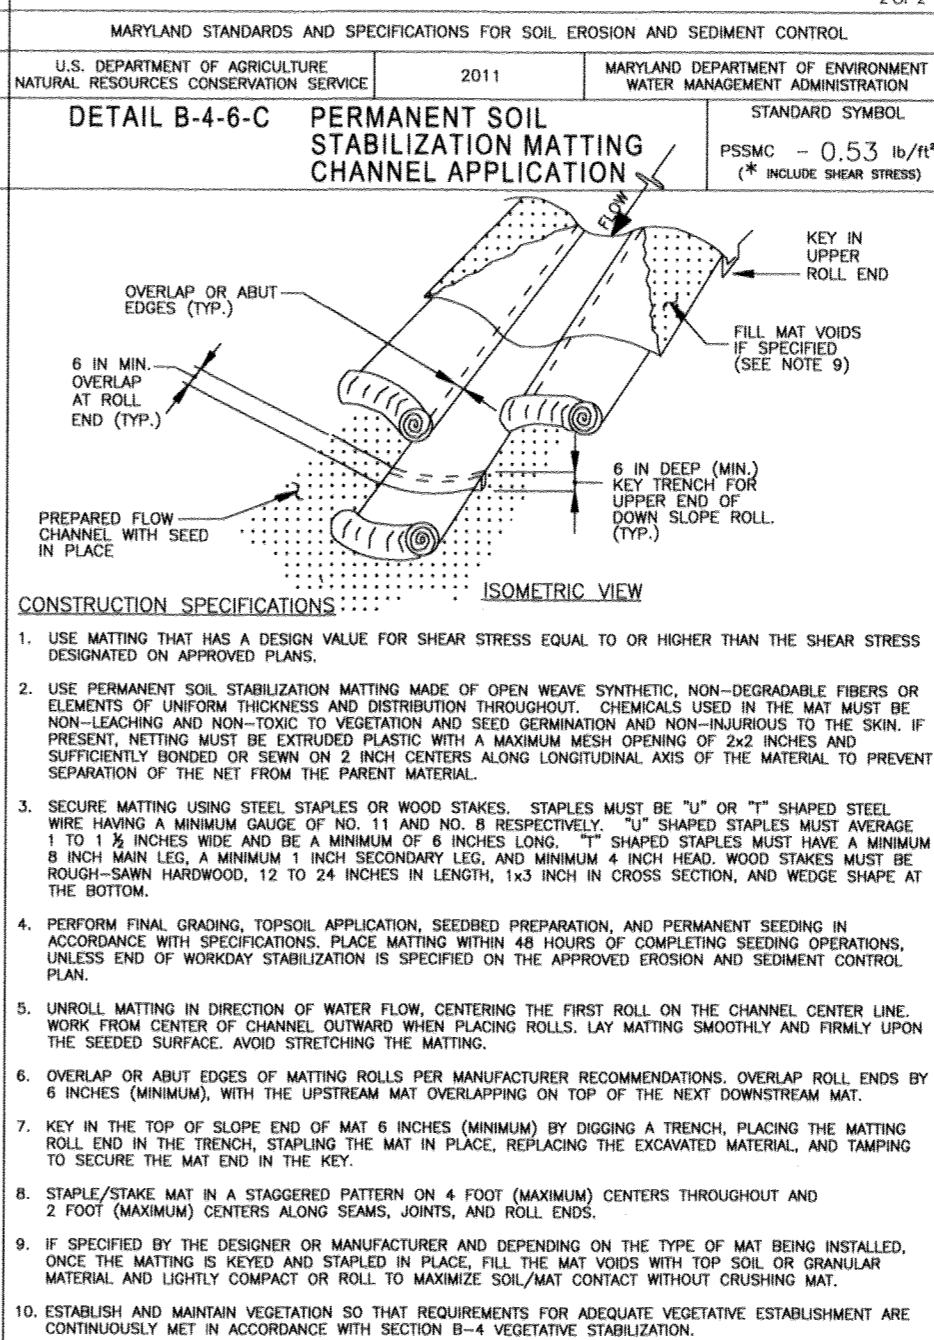 2 OF 2
MARYLAND STANDARDS AND SPECIFICATIONS FOR SOIL EROSION AND SEDIMENT CONTROL
U.S. DEPARTMENT OF AGRICULTURE
NATURAL RESOURCES CONSERVATION SERVICE
2011
MARYLAND DEPARTMENT OF ENVIRONMENT
WATER MANAGEMENT ADMINISTRATION
DETAIL B-4-6-C PERMANENT SOIL
STABILIZATION MATTING
CHANNEL APPLICATION
STANDARD SYMBOL
PSSMC - 0.53 lb/ft²
(* INCLUDE SHEAR STRESS)
FLOW
KEY IN
UPPER
ROLL END
OVERLAP OR ABUT
EDGES (TYP.)
FILL MAT VOIDS
IF SPECIFIED
(SEE NOTE 9)
6 IN MIN.
OVERLAP
AT ROLL
END (TYP.)
6 IN DEEP (MIN.)
KEY TRENCH FOR
UPPER END OF
DOWN SLOPE ROLL.
(TYP.)
PREPARED FLOW
CHANNEL WITH SEED
IN PLACE
ISOMETRIC VIEW
CONSTRUCTION SPECIFICATIONS
1. USE MATTING THAT HAS A DESIGN VALUE FOR SHEAR STRESS EQUAL TO OR HIGHER THAN THE SHEAR STRESS
DESIGNATED ON APPROVED PLANS.
2. USE PERMANENT SOIL STABILIZATION MATTING MADE OF OPEN WEAVE SYNTHETIC, NON-DEGRADABLE FIBERS OR
ELEMENTS OF UNIFORM THICKNESS AND DISTRIBUTION THROUGHOUT. CHEMICALS USED IN THE MAT MUST BE
NON-LEACHING AND NON-TOXIC TO VEGETATION AND SEED GERMINATION AND NON-INJURIOUS TO THE SKIN. IF
PRESENT, NETTING MUST BE EXTRUDED PLASTIC WITH A MAXIMUM MESH OPENING OF 2x2 INCHES AND
SUFFICIENTLY BONDED OR SEWN ON 2 INCH CENTERS ALONG LONGITUDINAL AXIS OF THE MATERIAL TO PREVENT
SEPARATION OF THE NET FROM THE PARENT MATERIAL.
3. SECURE MATTING USING STEEL STAPLES OR WOOD STAKES. STAPLES MUST BE "U" OR "T" SHAPED STEEL
WIRE HAVING A MINIMUM GAUGE OF NO. 11 AND NO. 8 RESPECTIVELY. "U" SHAPED STAPLES MUST AVERAGE
1 TO 1 ½ INCHES WIDE AND BE A MINIMUM OF 6 INCHES LONG. "T" SHAPED STAPLES MUST HAVE A MINIMUM
8 INCH MAIN LEG, A MINIMUM 1 INCH SECONDARY LEG, AND MINIMUM 4 INCH HEAD. WOOD STAKES MUST BE
ROUGH-SAWN HARDWOOD, 12 TO 24 INCHES IN LENGTH, 1x3 INCH IN CROSS SECTION, AND WEDGE SHAPE AT
THE BOTTOM.
4. PERFORM FINAL GRADING, TOPSOIL APPLICATION, SEEDBED PREPARATION, AND PERMANENT SEEDING IN
ACCORDANCE WITH SPECIFICATIONS. PLACE MATTING WITHIN 48 HOURS OF COMPLETING SEEDING OPERATIONS,
UNLESS END OF WORKDAY STABILIZATION IS SPECIFIED ON THE APPROVED EROSION AND SEDIMENT CONTROL
PLAN.
5. UNROLL MATTING IN DIRECTION OF WATER FLOW, CENTERING THE FIRST ROLL ON THE CHANNEL CENTER LINE.
WORK FROM CENTER OF CHANNEL OUTWARD WHEN PLACING ROLLS. LAY MATTING SMOOTHLY AND FIRMLY UPON
THE SEEDED SURFACE. AVOID STRETCHING THE MATTING.
6. OVERLAP OR ABUT EDGES OF MATTING ROLLS PER MANUFACTURER RECOMMENDATIONS. OVERLAP ROLL ENDS BY
6 INCHES (MINIMUM), WITH THE UPSTREAM MAT OVERLAPPING ON TOP OF THE NEXT DOWNSTREAM MAT.
7. KEY IN THE TOP OF SLOPE END OF MAT 6 INCHES (MINIMUM) BY DIGGING A TRENCH, PLACING THE MATTING
ROLL END IN THE TRENCH, STAPLING THE MAT IN PLACE, REPLACING THE EXCAVATED MATERIAL, AND TAMPING
TO SECURE THE MAT END IN THE KEY.
8. STAPLE/STAKE MAT IN A STAGGERED PATTERN ON 4 FOOT (MAXIMUM) CENTERS THROUGHOUT AND
2 FOOT (MAXIMUM) CENTERS ALONG SEAMS, JOINTS, AND ROLL ENDS.
9. IF SPECIFIED BY THE DESIGNER OR MANUFACTURER AND DEPENDING ON THE TYPE OF MAT BEING INSTALLED,
ONCE THE MATTING IS KEYED AND STAPLED IN PLACE, FILL THE MAT VOIDS WITH TOP SOIL OR GRANULAR
MATERIAL AND LIGHTLY COMPACT OR ROLL TO MAXIMIZE SOIL/MAT CONTACT WITHOUT CRUSHING MAT.
10. ESTABLISH AND MAINTAIN VEGETATION SO THAT REQUIREMENTS FOR ADEQUATE VEGETATIVE ESTABLISHMENT ARE
CONTINUOUSLY MET IN ACCORDANCE WITH SECTION B-4 VEGETATIVE STABILIZATION.